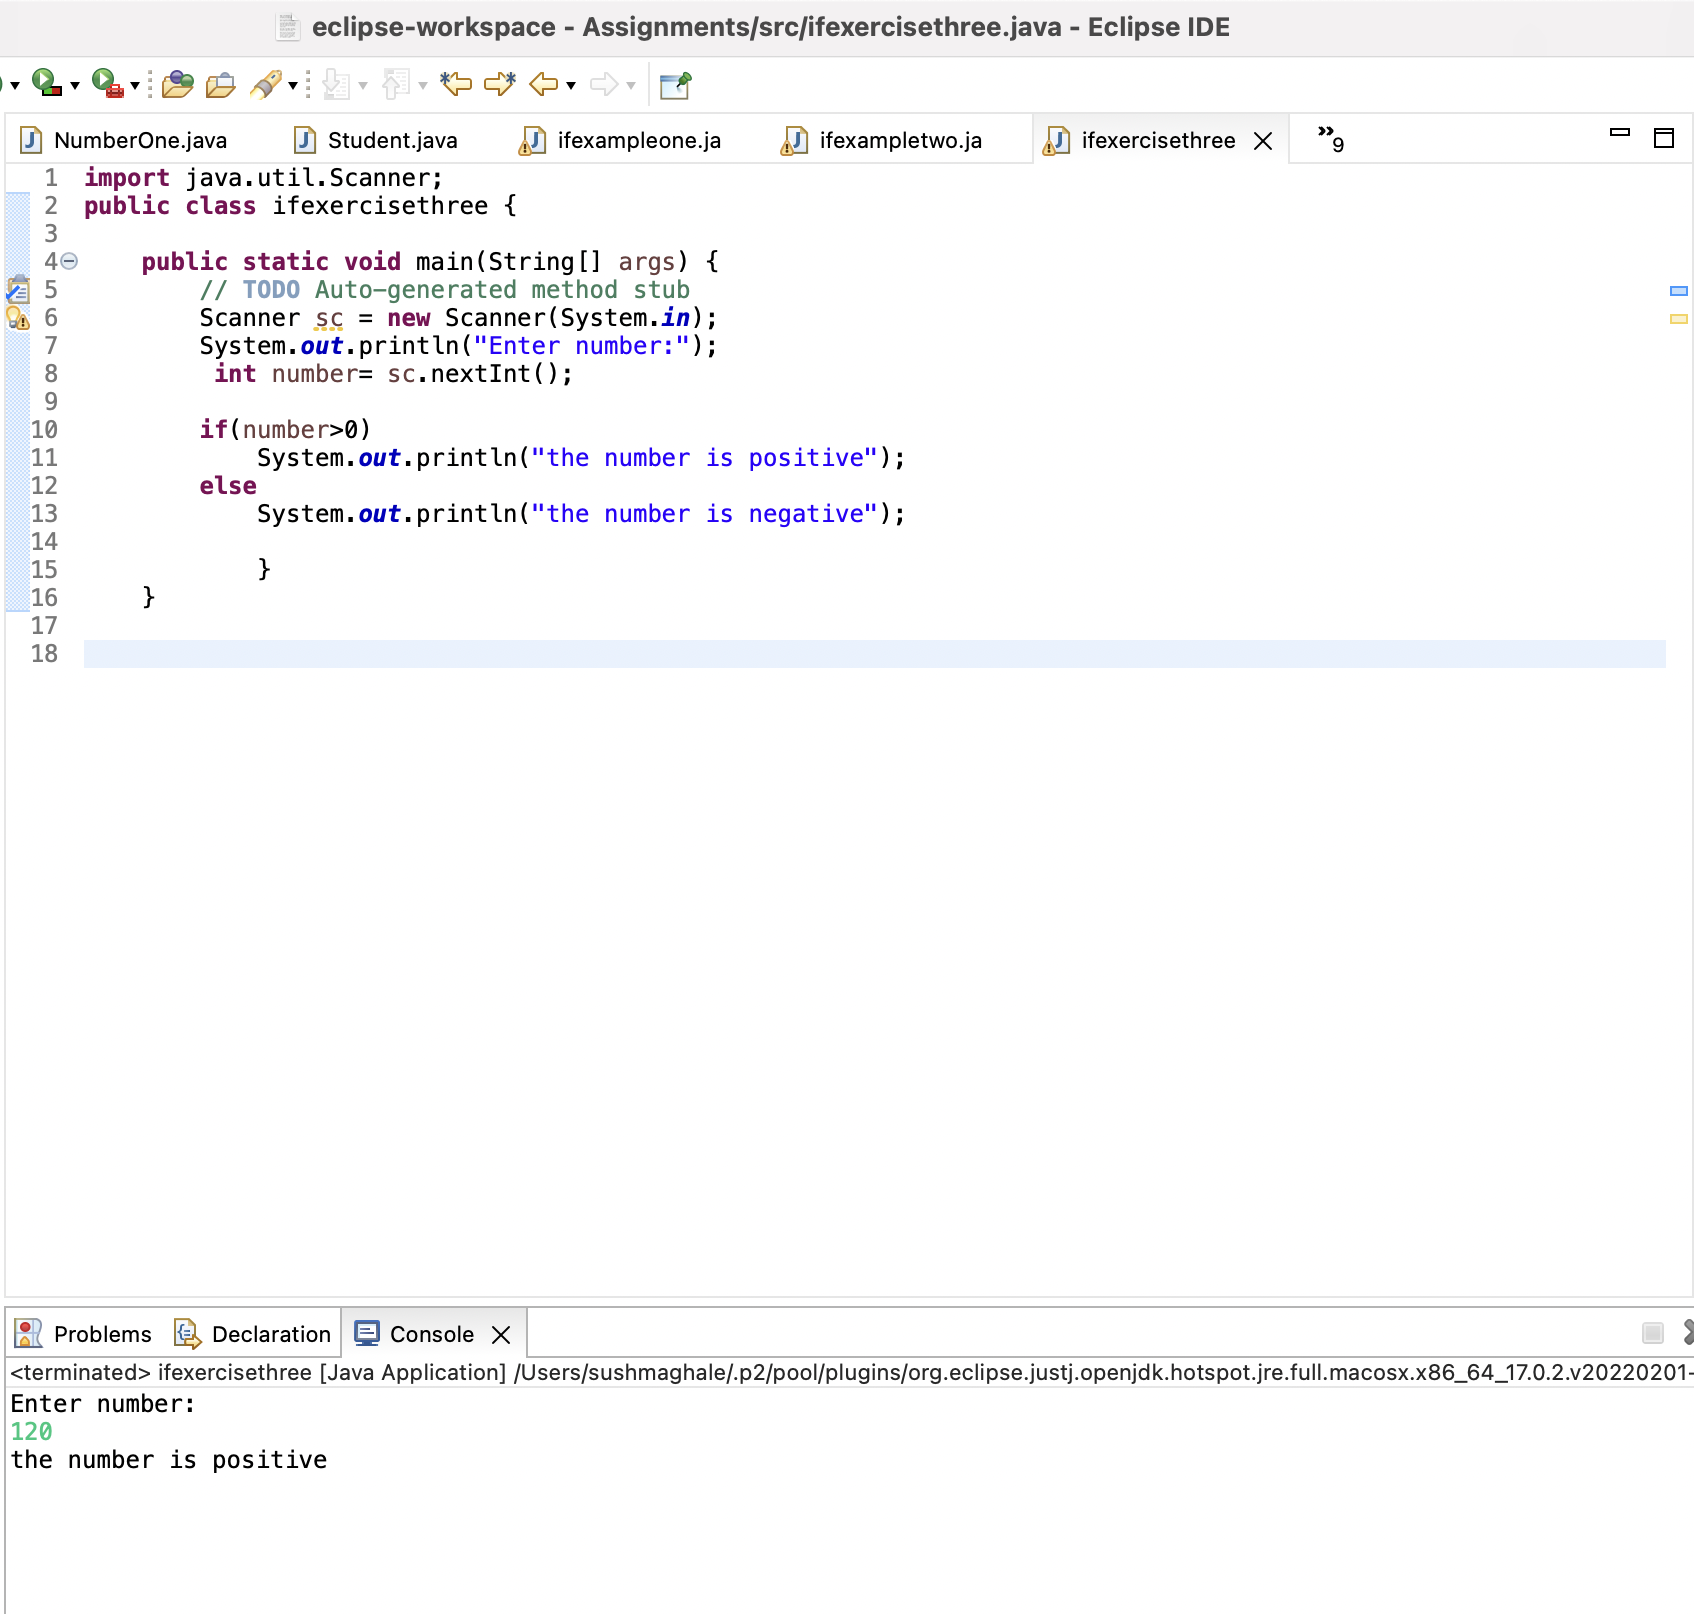 eclipse-workspace - Assignments/src/ifexercisethree.java - Eclipse IDE
NumberOne.java Student.java ifexampleone.ja ifexampletwo.ja ifexercisethree »9
1 import java.util.Scanner;
2 public class ifexercisethree {
3
4 public static void main(String[] args) {
5 // TODO Auto-generated method stub
6 Scanner sc = new Scanner(System.in);
7 System.out.println("Enter number:");
8 int number= sc.nextInt();
9
10 if(number>0)
11 System.out.println("the number is positive");
12 else
13 System.out.println("the number is negative");
14
15 }
16 }
17
18
Problems Declaration Console
<terminated> ifexercisethree [Java Application] /Users/sushmaghale/.p2/pool/plugins/org.eclipse.justj.openjdk.hotspot.jre.full.macosx.x86_64_17.0.2.v20220201-
Enter number:
120
the number is positive